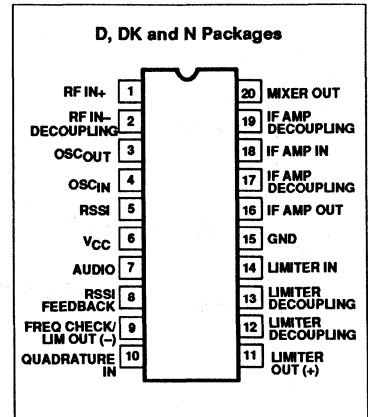 D, DK and N Packages
RF IN+ 1
RF IN–
DECOUPLING 2
OSCOUT 3
OSCIN 4
RSSI 5
VCC 6
AUDIO 7
RSSI
FEEDBACK 8
FREQ CHECK/
LIM OUT (–) 9
QUADRATURE
IN 10
20 MIXER OUT
19 IF AMP
DECOUPLING
18 IF AMP IN
17 IF AMP
DECOUPLING
16 IF AMP OUT
15 GND
14 LIMITER IN
13 LIMITER
DECOUPLING
12 LIMITER
DECOUPLING
11 LIMITER
OUT (+)